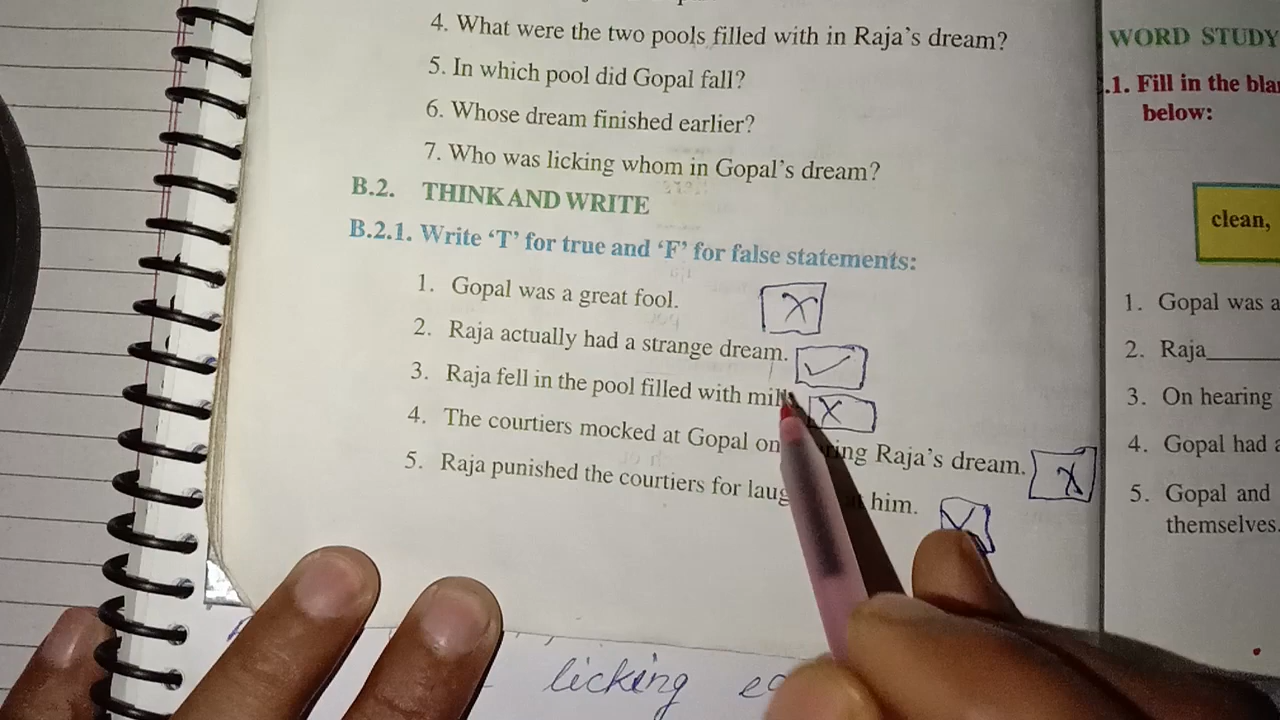 4. What were the two pools filled with in Raja's dream?
5. In which pool did Gopal fall?
6. Whose dream finished earlier?
7. Who was licking whom in Gopal's dream?
B.2. THINK AND WRITE
B.2.1. Write 'T' for true and 'F' for false statements:
1. Gopal was a great fool. X
2. Raja actually had a strange dream. ✓
3. Raja fell in the pool filled with X
4. The courtiers mocked at Gopal on Raja's dream. X
5. Raja punished the courtiers for him.
licking
WORD STUDY
.1. Fill in the
below:
clean,
1. Gopal was a
2. Raja______
3. On hearing
4. Gopal had
5. Gopal and
themselves.